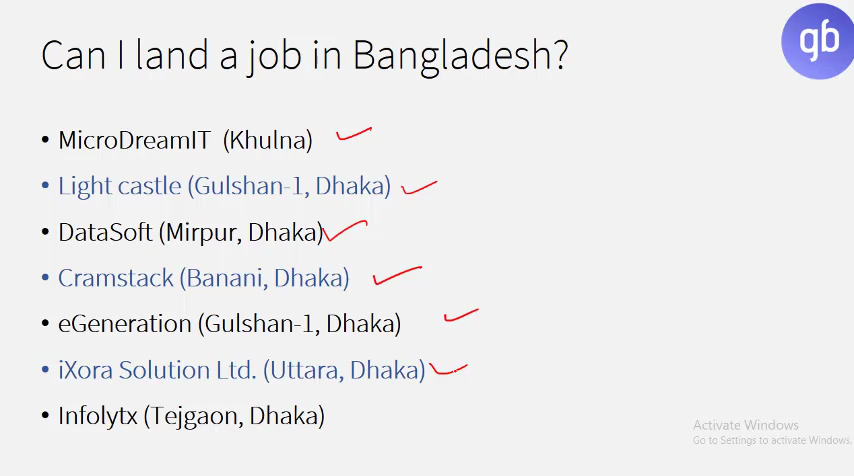 Can I land a job in Bangladesh?
gb
• MicroDreamIT (Khulna)
• Light castle (Gulshan-1, Dhaka)
• DataSoft (Mirpur, Dhaka)
• Cramstack (Banani, Dhaka)
• eGeneration (Gulshan-1, Dhaka)
• iXora Solution Ltd. (Uttara, Dhaka)
• Infolytx (Tejgaon, Dhaka)
Activate Windows
Go to Settings to activate Windows.